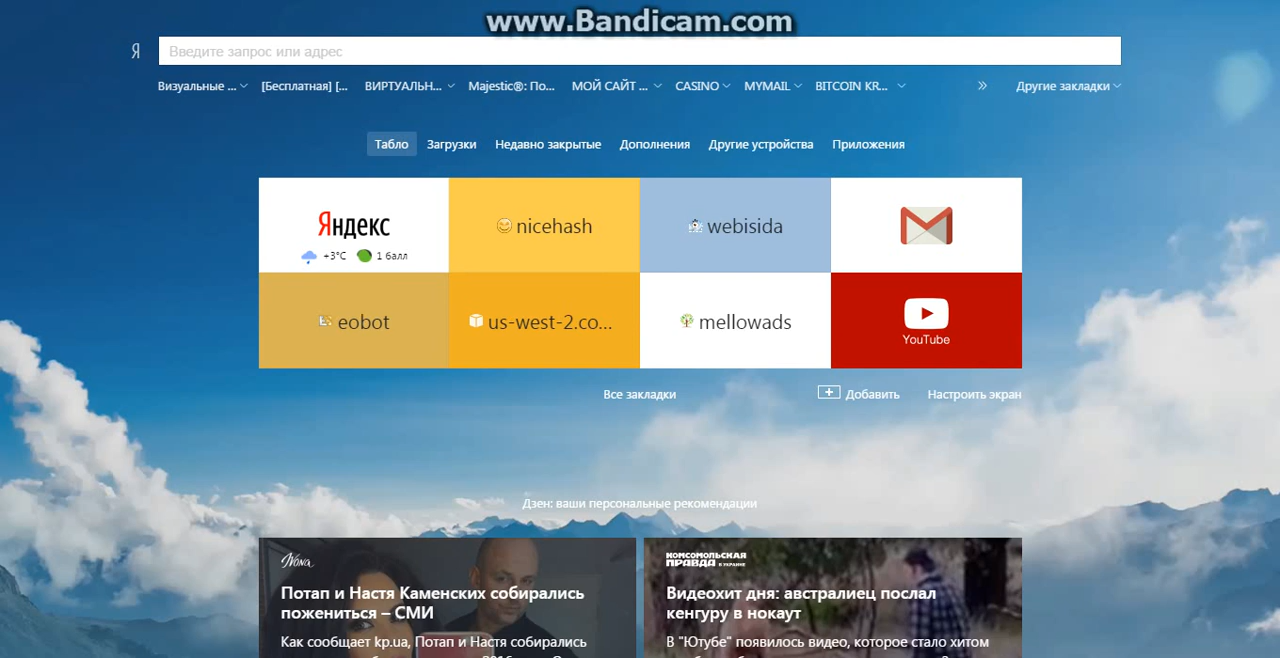 www.Bandicam.com
Я Введите запрос или адрес
Визуальные ... [Бесплатная] [... ВИРТУАЛЬН... Majestic®: По... МОЙ САЙТ ... CASINO MYMAIL BITCOIN KR... » Другие закладки
Табло Загрузки Недавно закрытые Дополнения Другие устройства Приложения
Яндекс nicehash webisida
+3°C 1 балл
eobot us-west-2.co... mellowads YouTube
Все закладки Добавить Настроить экран
Дзен: ваши персональные рекомендации
IVONA
Потап и Настя Каменских собирались
пожениться – СМИ
Как сообщает kp.ua, Потап и Настя собирались
КОМСОМОЛЬСКАЯ
ПРАВДА В УКРАИНЕ
Видеохит дня: австралиец послал
кенгуру в нокаут
В "Ютубе" появилось видео, которое стало хитом